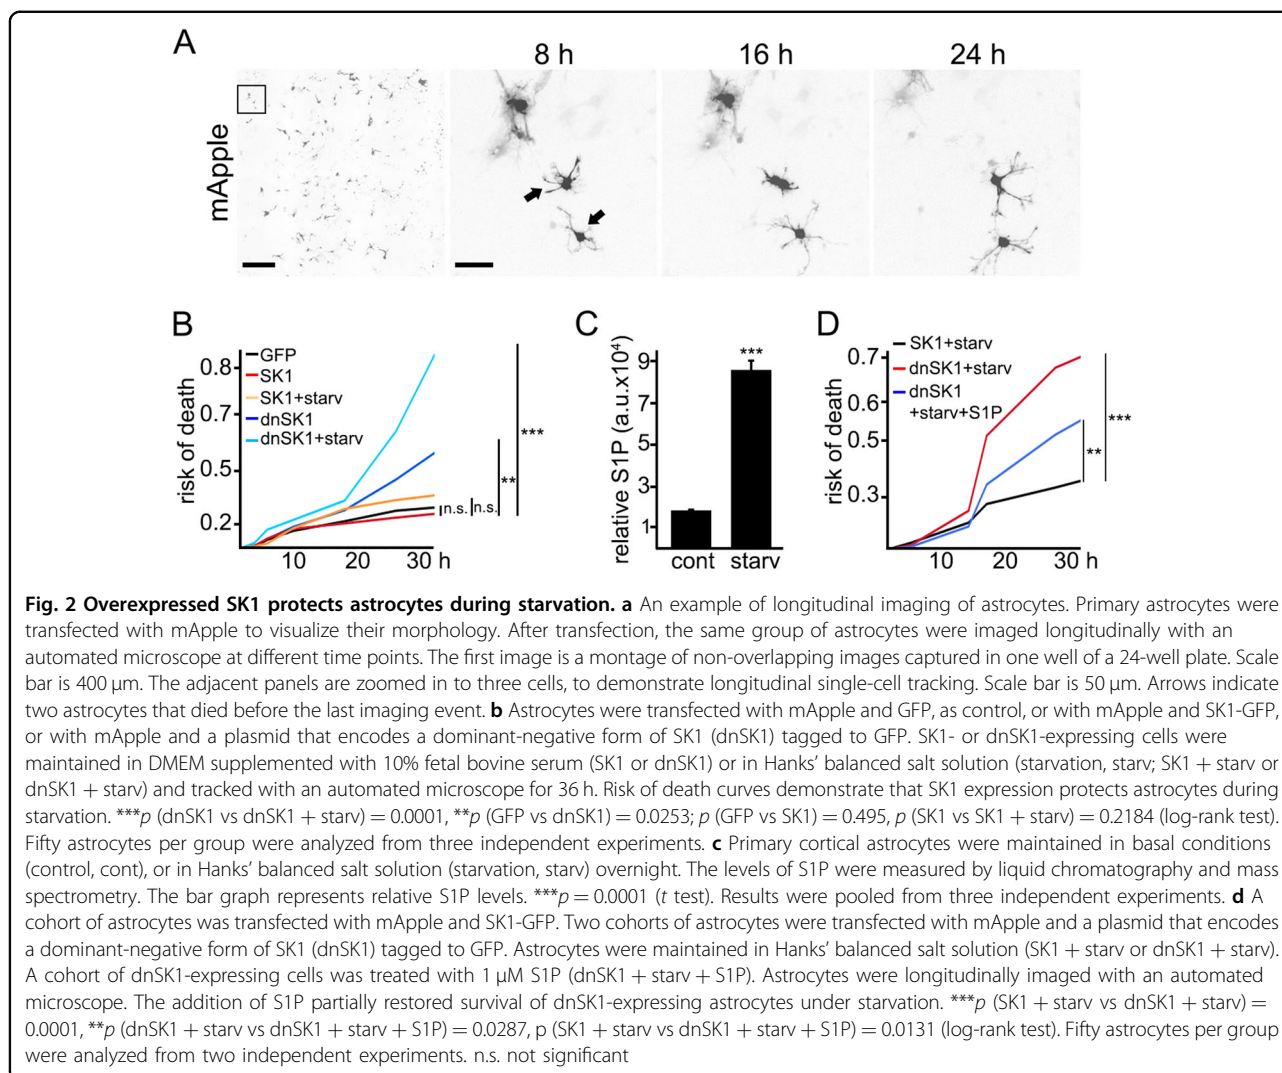 A
8 h
16 h
24 h
mApple
B
risk of death
0.8
0.7
0.5
0.2
GFP
SK1
SK1+starv
dnSK1
dnSK1+starv
n.s.
n.s.
**
***
10
20
30 h
C
relative S1P (a.u.x10⁴)
9
7
5
3
1
***
cont
starv
D
risk of death
0.7
0.6
0.5
0.3
SK1+starv
dnSK1+starv
dnSK1
+starv+S1P
**
***
10
20
30 h
Fig. 2 Overexpressed SK1 protects astrocytes during starvation. a An example of longitudinal imaging of astrocytes. Primary astrocytes were
transfected with mApple to visualize their morphology. After transfection, the same group of astrocytes were imaged longitudinally with an
automated microscope at different time points. The first image is a montage of non-overlapping images captured in one well of a 24-well plate. Scale
bar is 400 µm. The adjacent panels are zoomed in to three cells, to demonstrate longitudinal single-cell tracking. Scale bar is 50 µm. Arrows indicate
two astrocytes that died before the last imaging event. b Astrocytes were transfected with mApple and GFP, as control, or with mApple and SK1-GFP,
or with mApple and a plasmid that encodes a dominant-negative form of SK1 (dnSK1) tagged to GFP. SK1- or dnSK1-expressing cells were
maintained in DMEM supplemented with 10% fetal bovine serum (SK1 or dnSK1) or in Hanks' balanced salt solution (starvation, starv; SK1 + starv or
dnSK1 + starv) and tracked with an automated microscope for 36 h. Risk of death curves demonstrate that SK1 expression protects astrocytes during
starvation. ***p (dnSK1 vs dnSK1 + starv) = 0.0001, **p (GFP vs dnSK1) = 0.0253; p (GFP vs SK1) = 0.495, p (SK1 vs SK1 + starv) = 0.2184 (log-rank test).
Fifty astrocytes per group were analyzed from three independent experiments. c Primary cortical astrocytes were maintained in basal conditions
(control, cont), or in Hanks' balanced salt solution (starvation, starv) overnight. The levels of S1P were measured by liquid chromatography and mass
spectrometry. The bar graph represents relative S1P levels. ***p = 0.0001 (t test). Results were pooled from three independent experiments. d A
cohort of astrocytes was transfected with mApple and SK1-GFP. Two cohorts of astrocytes were transfected with mApple and a plasmid that encodes
a dominant-negative form of SK1 (dnSK1) tagged to GFP. Astrocytes were maintained in Hanks' balanced salt solution (SK1 + starv or dnSK1 + starv).
A cohort of dnSK1-expressing cells was treated with 1 µM S1P (dnSK1 + starv + S1P). Astrocytes were longitudinally imaged with an automated
microscope. The addition of S1P partially restored survival of dnSK1-expressing astrocytes under starvation. ***p (SK1 + starv vs dnSK1 + starv) =
0.0001, **p (dnSK1 + starv vs dnSK1 + starv + S1P) = 0.0287, p (SK1 + starv vs dnSK1 + starv + S1P) = 0.0131 (log-rank test). Fifty astrocytes per group
were analyzed from two independent experiments. n.s. not significant